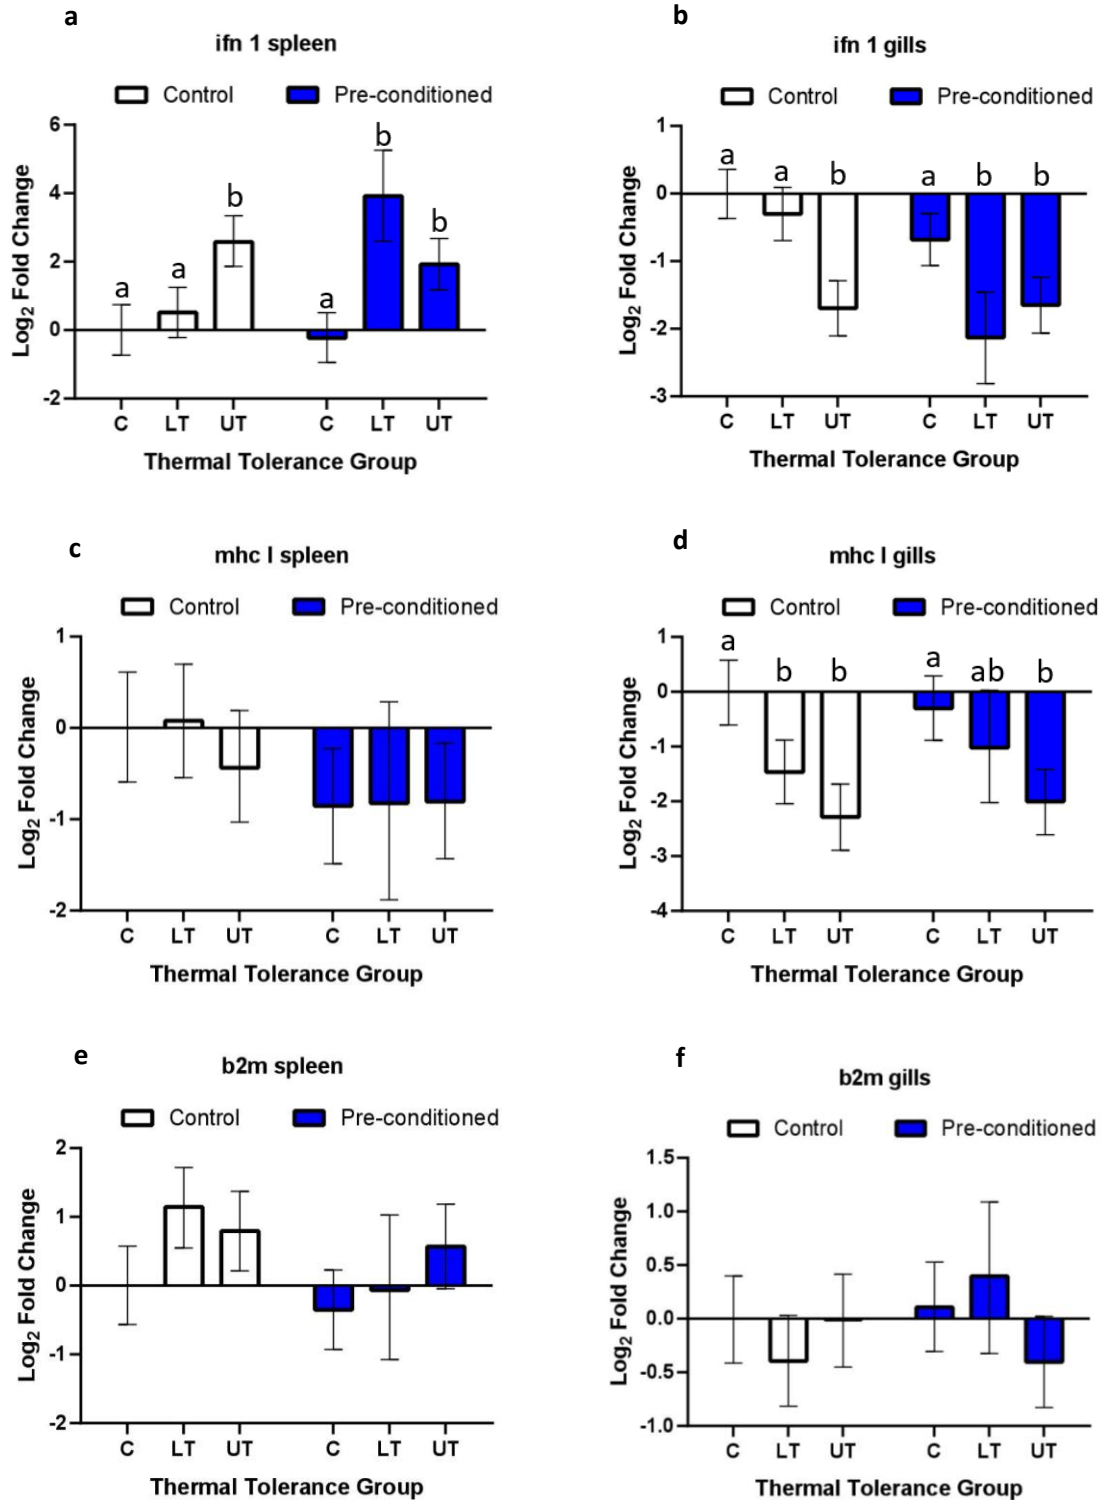 a
ifn 1 spleen
Control Pre-conditioned
6
4
2
0
-2
Log2 Fold Change
a a b a b b
C LT UT C LT UT
Thermal Tolerance Group
b
ifn 1 gills
Control Pre-conditioned
1
0
-1
-2
-3
Log2 Fold Change
a a b a b b
C LT UT C LT UT
Thermal Tolerance Group
c
mhc I spleen
Control Pre-conditioned
1
0
-1
-2
Log2 Fold Change
C LT UT C LT UT
Thermal Tolerance Group
d
mhc I gills
Control Pre-conditioned
1
0
-1
-2
-3
-4
Log2 Fold Change
a b b a ab b
C LT UT C LT UT
Thermal Tolerance Group
e
b2m spleen
Control Pre-conditioned
2
1
0
-1
-2
Log2 Fold Change
C LT UT C LT UT
Thermal Tolerance Group
f
b2m gills
Control Pre-conditioned
1.5
1.0
0.5
0.0
-0.5
-1.0
Log2 Fold Change
C LT UT C LT UT
Thermal Tolerance Group